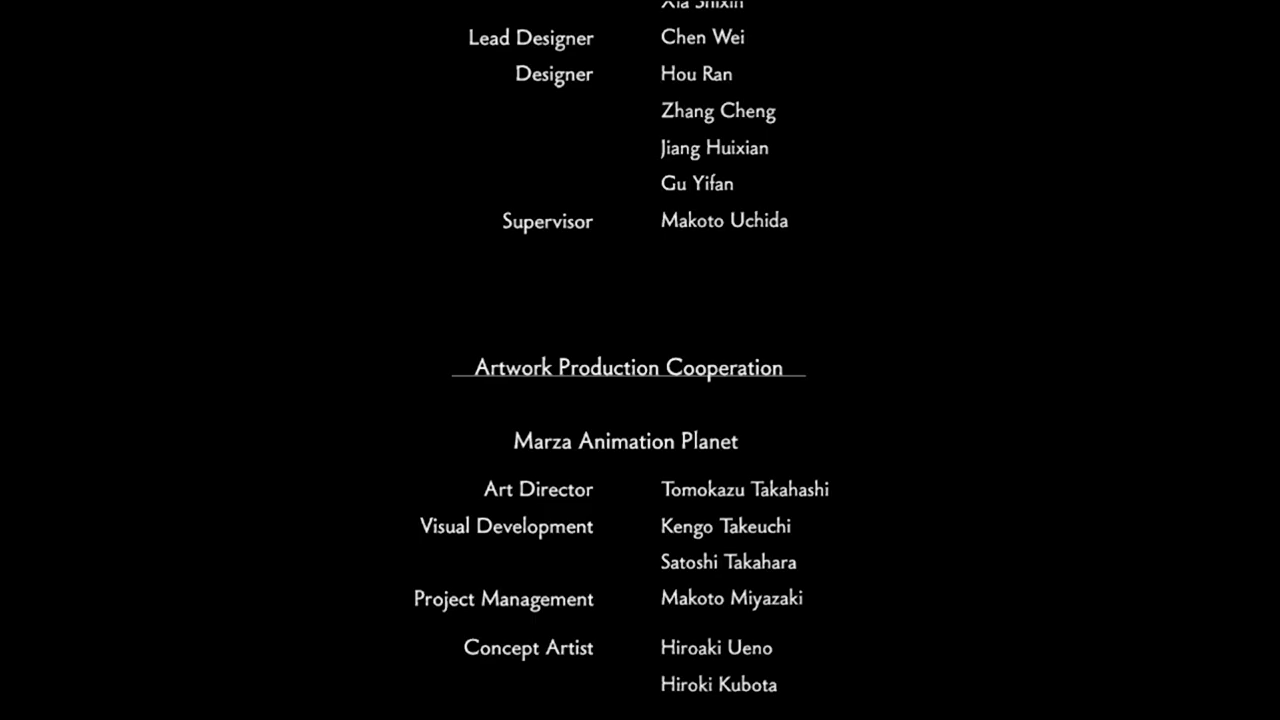 Xia Shixin
Lead Designer Chen Wei
Designer Hou Ran
Zhang Cheng
Jiang Huixian
Gu Yifan
Supervisor Makoto Uchida
Artwork Production Cooperation
Marza Animation Planet
Art Director Tomokazu Takahashi
Visual Development Kengo Takeuchi
Satoshi Takahara
Project Management Makoto Miyazaki
Concept Artist Hiroaki Ueno
Hiroki Kubota